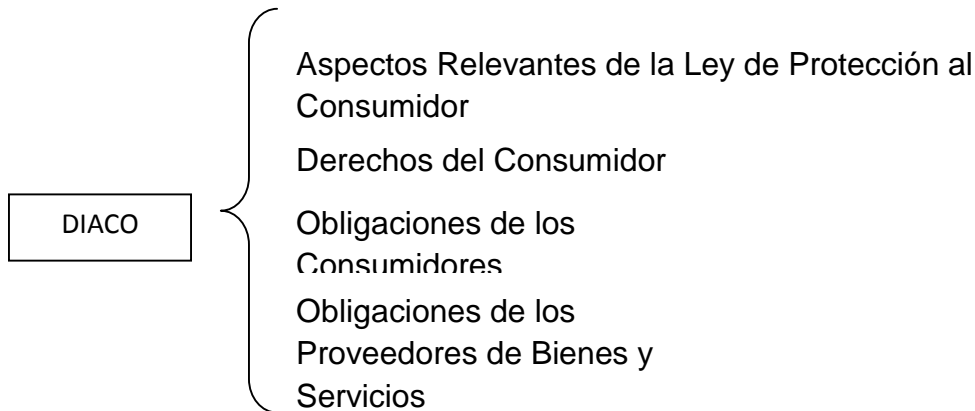 Aspectos Relevantes de la Ley de Protección al
Consumidor
Derechos del Consumidor
DIACO
Obligaciones de los
Consumidores
Obligaciones de los
Proveedores de Bienes y
Servicios